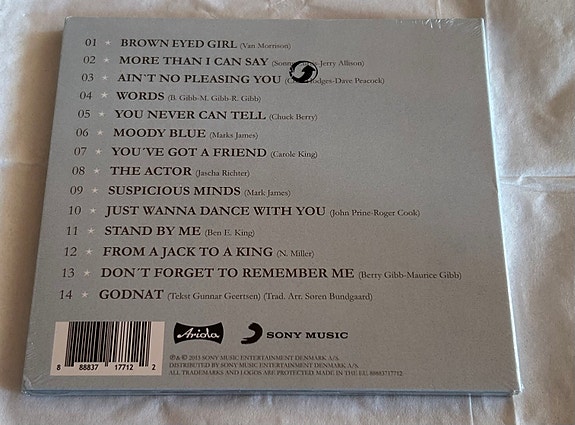 01 ★ BROWN EYED GIRL (Van Morrison)
02 ★ MORE THAN I CAN SAY (Sonny -Jerry Allison)
03 ★ AIN'T NO PLEASING YOU Hodges-Dave Peacock)
04 ★ WORDS (B. Gibb-M. Gibb-R. Gibb)
05 ★ YOU NEVER CAN TELL (Chuck Berry)
06 ★ MOODY BLUE (Marks James)
07 ★ YOU´VE GOT A FRIEND (Carole King)
08 ★ THE ACTOR (Jascha Richter)
09 ★ SUSPICIOUS MINDS (Mark James)
10 ★ JUST WANNA DANCE WITH YOU (John Prine-Roger Cook)
11 ★ STAND BY ME (Ben E. King)
12 ★ FROM A JACK TO A KING (N. Miller)
13 ★ DON´T FORGET TO REMEMBER ME (Berry Gibb-Maurice Gibb)
14 ★ GODNAT (Tekst Gunnar Geertsen) (Trad. Arr. Søren Bundgaard)
8 88837 17712 2
Ariola
SONY MUSIC
℗ & © 2013 SONY MUSIC ENTERTAINMENT DENMARK A/S.
DISTRIBUTED BY SONY MUSIC ENTERTAINMENT DENMARK A/S.
ALL TRADEMARKS AND LOGOS ARE PROTECTED. MADE IN THE EU. 88883717712